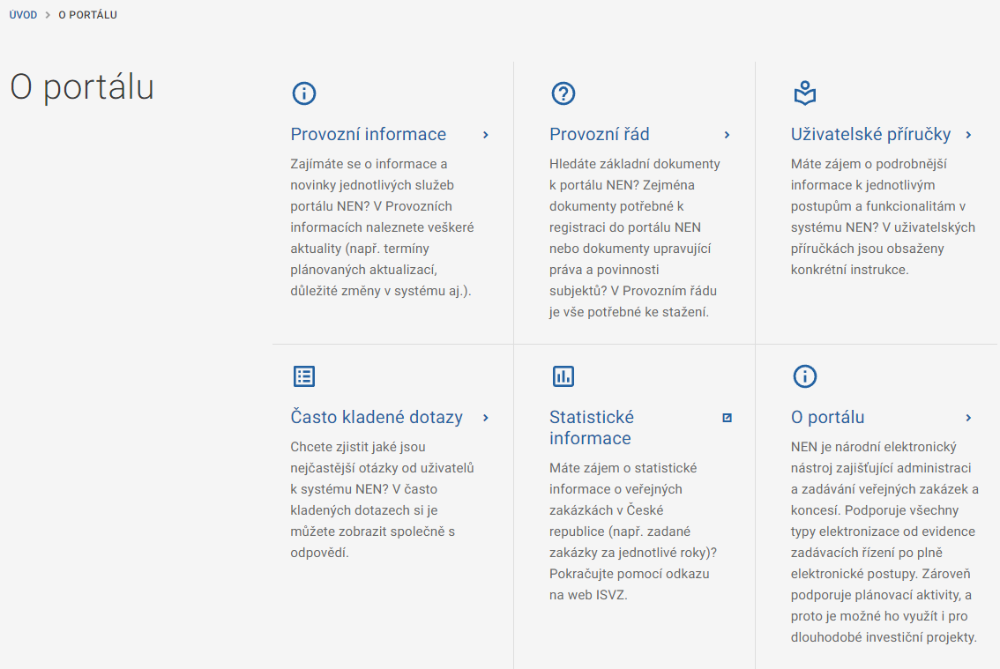 ÚVOD > O PORTÁLU
O portálu
Provozní informace
Zajímáte se o informace a
novinky jednotlivých služeb
portálu NEN? V Provozních
informacích naleznete veškeré
aktuality (např. termíny
plánovaných aktualizací,
důležité změny v systému aj.).
Provozní řád
Hledáte základní dokumenty
k portálu NEN? Zejména
dokumenty potřebné k
registraci do portálu NEN
nebo dokumenty upravující
práva a povinnosti
subjektů? V Provozním řádu
je vše potřebné ke stažení.
Uživatelské příručky
Máte zájem o podrobnější
informace k jednotlivým
postupům a funkcionalitám v
systému NEN? V uživatelských
příručkách jsou obsaženy
konkrétní instrukce.
Často kladené dotazy
Chcete zjistit jaké jsou
nejčastější otázky od uživatelů
k systému NEN? V často
kladených dotazech si je
můžete zobrazit společně s
odpovědí.
Statistické
informace
Máte zájem o statistické
informace o veřejných
zakázkách v České
republice (např. zadané
zakázky za jednotlivé roky)?
Pokračujte pomocí odkazu
na web ISVZ.
O portálu
NEN je národní elektronický
nástroj zajišťující administraci
a zadávání veřejných zakázek a
koncesí. Podporuje všechny
typy elektronizace od evidence
zadávacích řízení po plně
elektronické postupy. Zároveň
podporuje plánovací aktivity, a
proto je možné ho využít i pro
dlouhodobé investiční projekty.